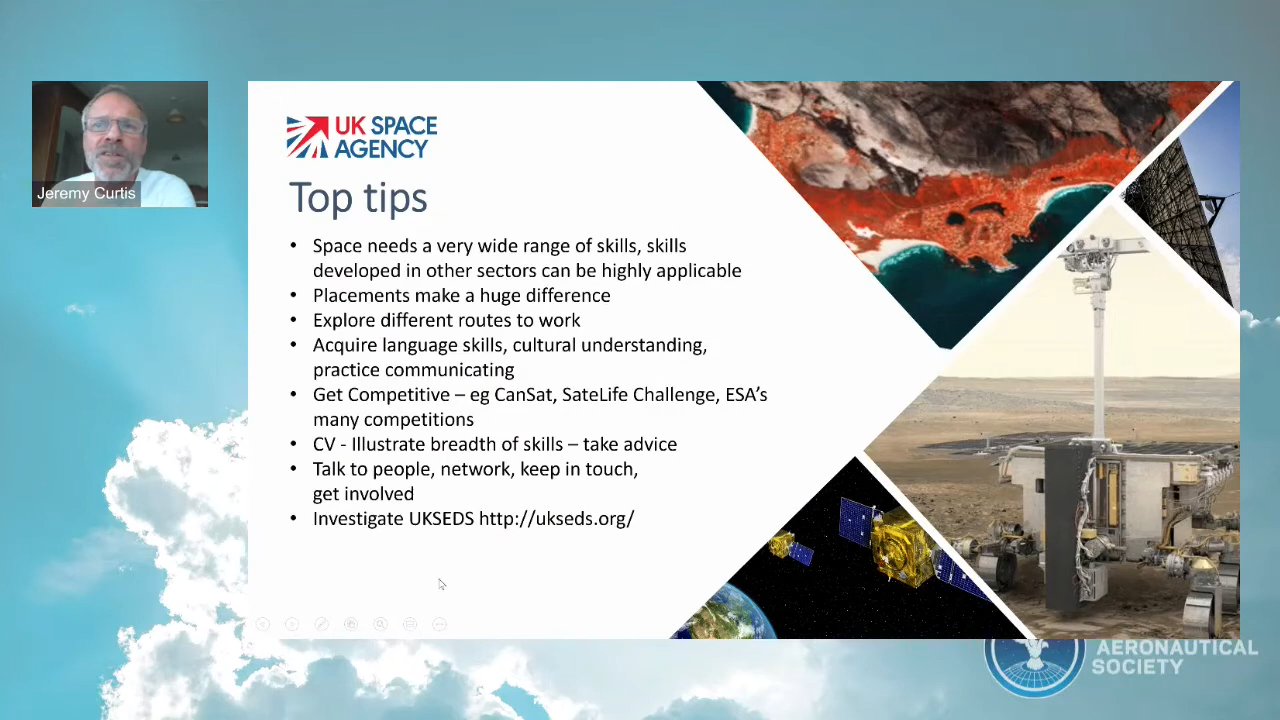 UK SPACE
AGENCY
Jeremy Curtis
Top tips
• Space needs a very wide range of skills, skills
developed in other sectors can be highly applicable
• Placements make a huge difference
• Explore different routes to work
• Acquire language skills, cultural understanding,
practice communicating
• Get Competitive – eg CanSat, SateLife Challenge, ESA’s
many competitions
• CV - Illustrate breadth of skills – take advice
• Talk to people, network, keep in touch,
get involved
• Investigate UKSEDS http://ukseds.org/
AERONAUTICAL
SOCIETY